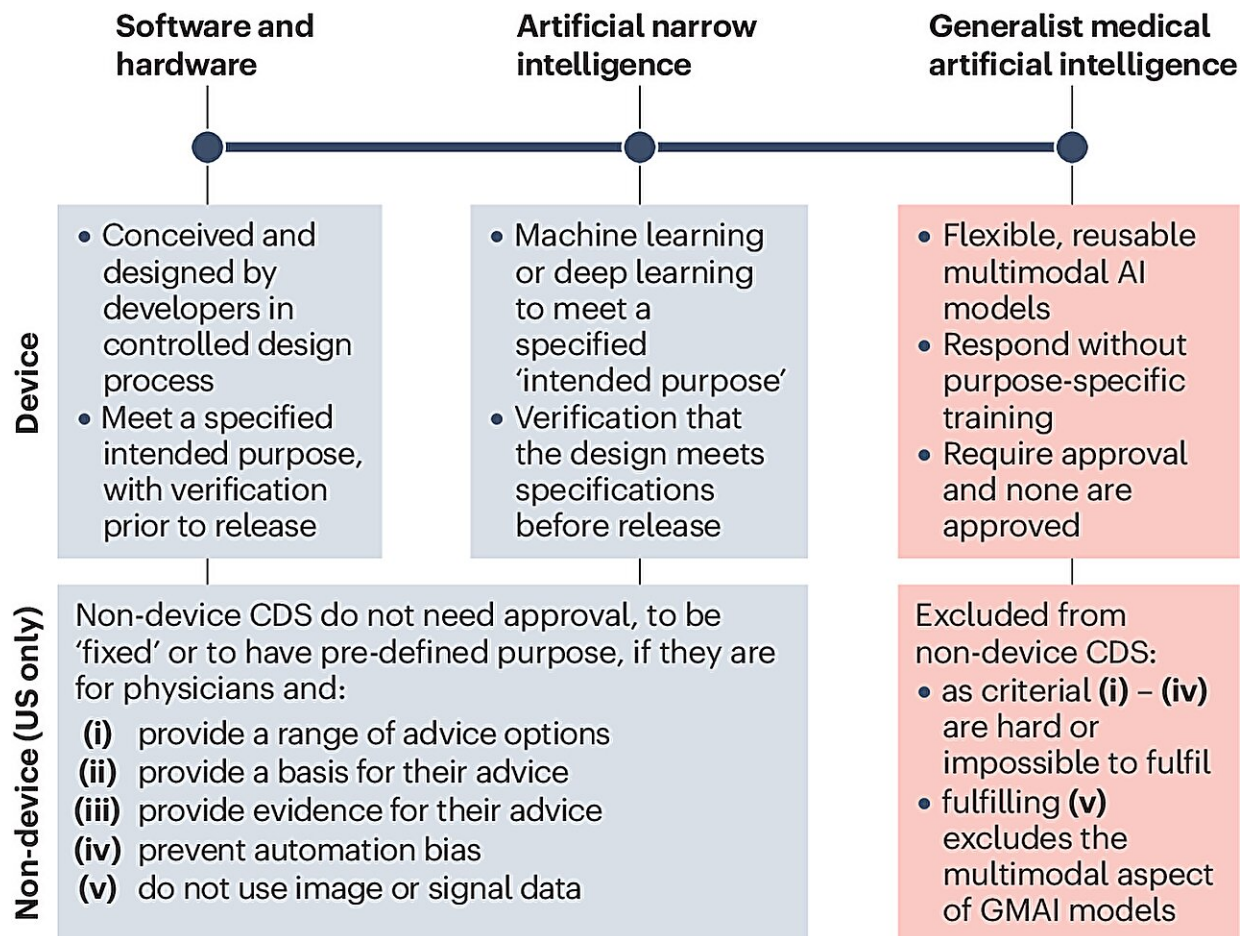 Software and
hardware
Artificial narrow
intelligence
Generalist medical
artificial intelligence
Device
• Conceived and
designed by
developers in
controlled design
process
• Meet a specified
intended purpose,
with verification
prior to release
• Machine learning
or deep learning
to meet a
specified
‘intended purpose’
• Verification that
the design meets
specifications
before release
• Flexible, reusable
multimodal AI
models
• Respond without
purpose-specific
training
• Require approval
and none are
approved
Non-device (US only)
Non-device CDS do not need approval, to be
‘fixed’ or to have pre-defined purpose, if they are
for physicians and:
(i) provide a range of advice options
(ii) provide a basis for their advice
(iii) provide evidence for their advice
(iv) prevent automation bias
(v) do not use image or signal data
Excluded from
non-device CDS:
• as criterial (i) – (iv)
are hard or
impossible to fulfil
• fulfilling (v)
excludes the
multimodal aspect
of GMAI models